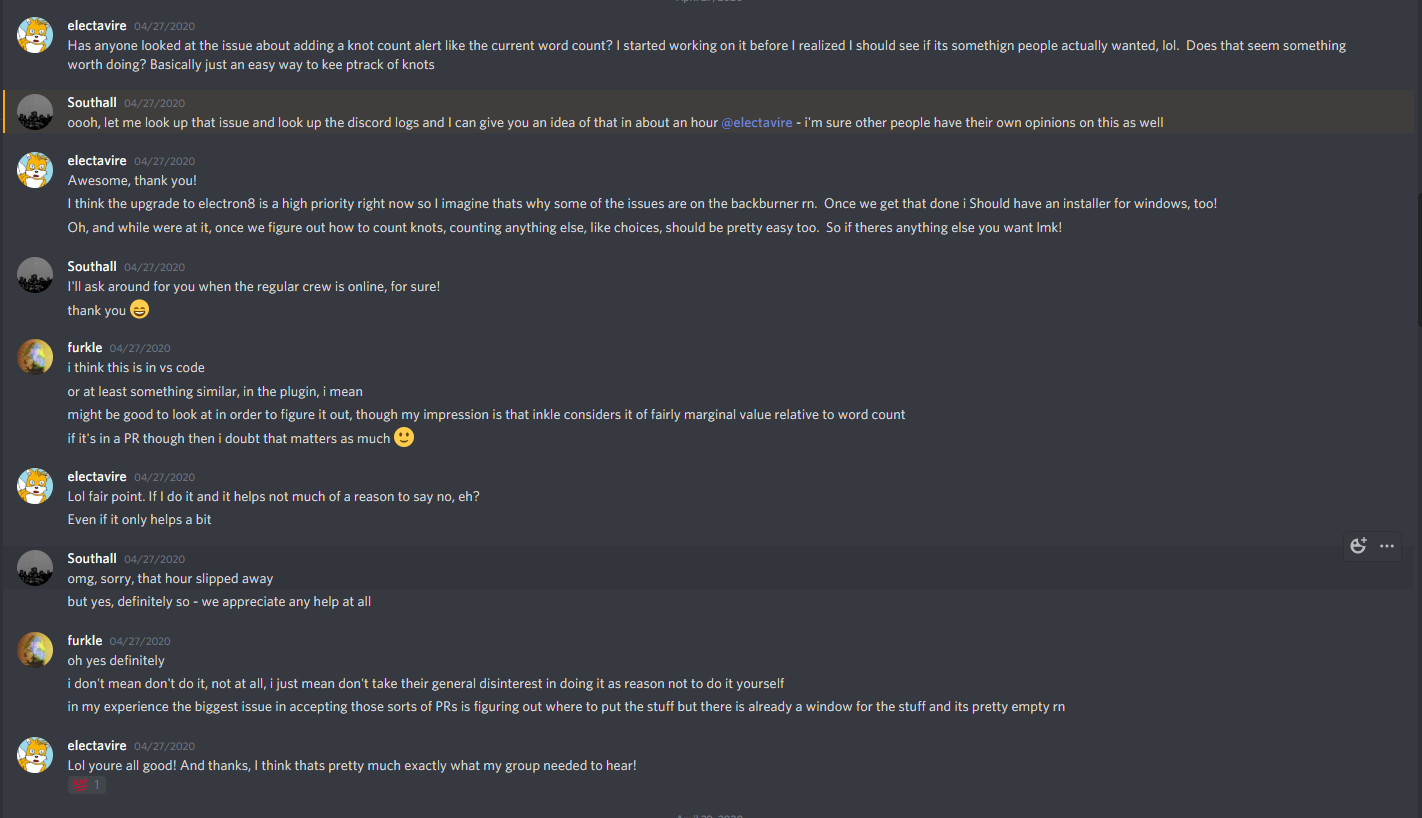 electavire 04/27/2020
Has anyone looked at the issue about adding a knot count alert like the current word count? I started working on it before I realized I should see if its somethign people actually wanted, lol. Does that seem something
worth doing? Basically just an easy way to kee ptrack of knots
Southall 04/27/2020
oooh, let me look up that issue and look up the discord logs and I can give you an idea of that in about an hour @electavire - i'm sure other people have their own opinions on this as well
electavire 04/27/2020
Awesome, thank you!
I think the upgrade to electron8 is a high priority right now so I imagine thats why some of the issues are on the backburner rn. Once we get that done i Should have an installer for windows, too!
Oh, and while were at it, once we figure out how to count knots, counting anything else, like choices, should be pretty easy too. So if theres anything else you want lmk!
Southall 04/27/2020
I'll ask around for you when the regular crew is online, for sure!
thank you 😄
furkle 04/27/2020
i think this is in vs code
or at least something similar, in the plugin, i mean
might be good to look at in order to figure it out, though my impression is that inkle considers it of fairly marginal value relative to word count
if it's in a PR though then i doubt that matters as much 🙂
electavire 04/27/2020
Lol fair point. If I do it and it helps not much of a reason to say no, eh?
Even if it only helps a bit
Southall 04/27/2020
omg, sorry, that hour slipped away
but yes, definitely so - we appreciate any help at all
furkle 04/27/2020
oh yes definitely
i don't mean don't do it, not at all, i just mean don't take their general disinterest in doing it as reason not to do it yourself
in my experience the biggest issue in accepting those sorts of PRs is figuring out where to put the stuff but there is already a window for the stuff and its pretty empty rn
electavire 04/27/2020
Lol youre all good! And thanks, I think thats pretty much exactly what my group needed to hear!
💯 1